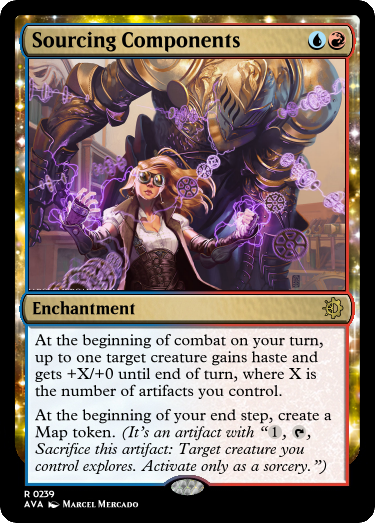 Sourcing Components
Enchantment
At the beginning of combat on your turn,
up to one target creature gains haste and
gets +X/+0 until end of turn, where X is
the number of artifacts you control.
At the beginning of your end step, create a
Map token. (It's an artifact with “1, T,
Sacrifice this artifact: Target creature you
control explores. Activate only as a sorcery.”)
R 0239
AVA Marcel Mercado